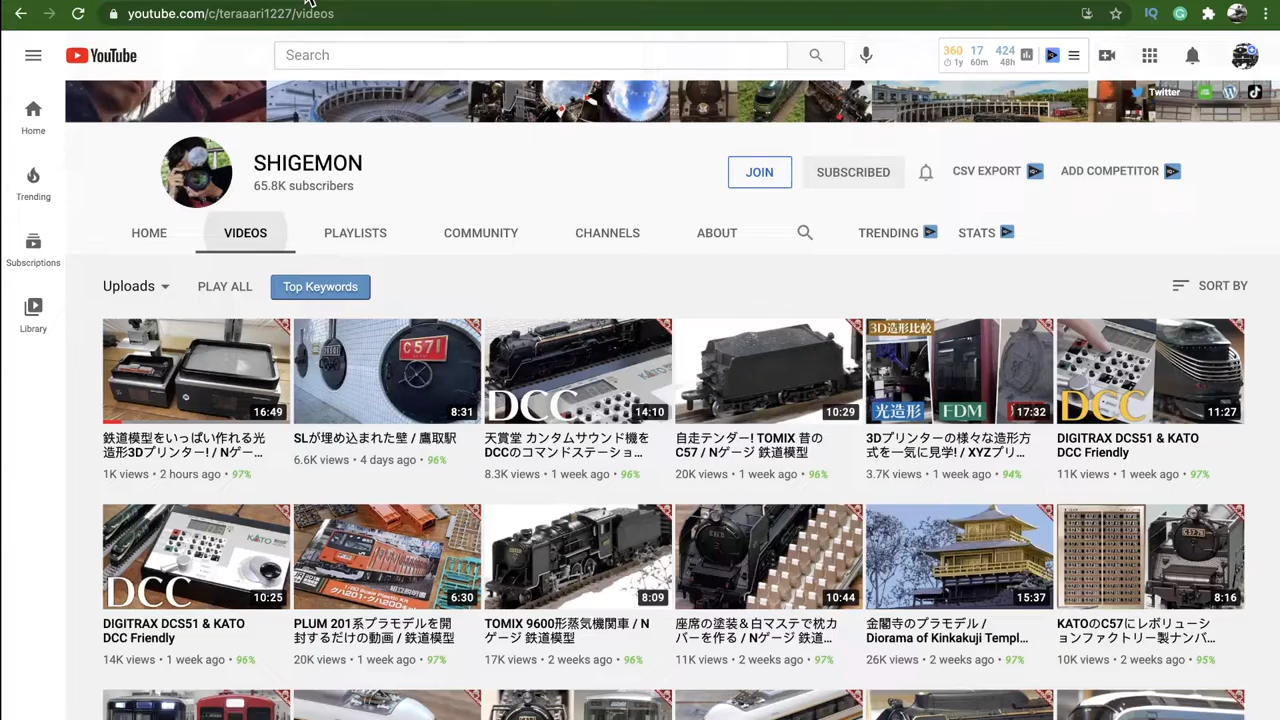 youtube.com/c/teraaari1227/videos
YouTube
Search
360 17 424
1y 60m 48h
Home
Trending
Subscriptions
Library
Twitter
SHIGEMON
65.8K subscribers
JOIN
SUBSCRIBED
CSV EXPORT
ADD COMPETITOR
HOME VIDEOS PLAYLISTS COMMUNITY CHANNELS ABOUT TRENDING STATS
Uploads PLAY ALL Top Keywords SORT BY
16:49
鉄道模型をいっぱい作れる光
造形3Dプリンター! / Nゲー...
1K views • 2 hours ago • 97%
C571
8:31
SLが埋め込まれた壁 / 鷹取駅
6.6K views • 4 days ago • 96%
DCC
14:10
天賞堂 カンタムサウンド機を
DCCのコマンドステーショ...
8.3K views • 1 week ago • 96%
10:29
自走テンダー! TOMIX 昔の
C57 / Nゲージ 鉄道模型
20K views • 1 week ago • 96%
3D造形比較
光造形
FDM
17:32
3Dプリンターの様々な造形方
式を一気に見学! / XYZプリ...
3.7K views • 1 week ago • 94%
DCC
11:27
DIGITRAX DCS51 & KATO
DCC Friendly
11K views • 1 week ago • 97%
KATO
DCC
10:25
DIGITRAX DCS51 & KATO
DCC Friendly
14K views • 1 week ago • 96%
クハ201・クハ200
6:30
PLUM 201系プラモデルを開
封するだけの動画 / 鉄道模型
20K views • 1 week ago • 97%
8:09
TOMIX 9600形蒸気機関車 / N
ゲージ 鉄道模型
17K views • 2 weeks ago • 96%
10:44
座席の塗装＆白マステで枕カ
バーを作る / Nゲージ 鉄道...
11K views • 2 weeks ago • 97%
15:37
金閣寺のプラモデル /
Diorama of Kinkakuji Templ...
26K views • 2 weeks ago • 97%
8:16
KATOのC57にレボリューシ
ョンファクトリー製ナンバ...
10K views • 2 weeks ago • 95%